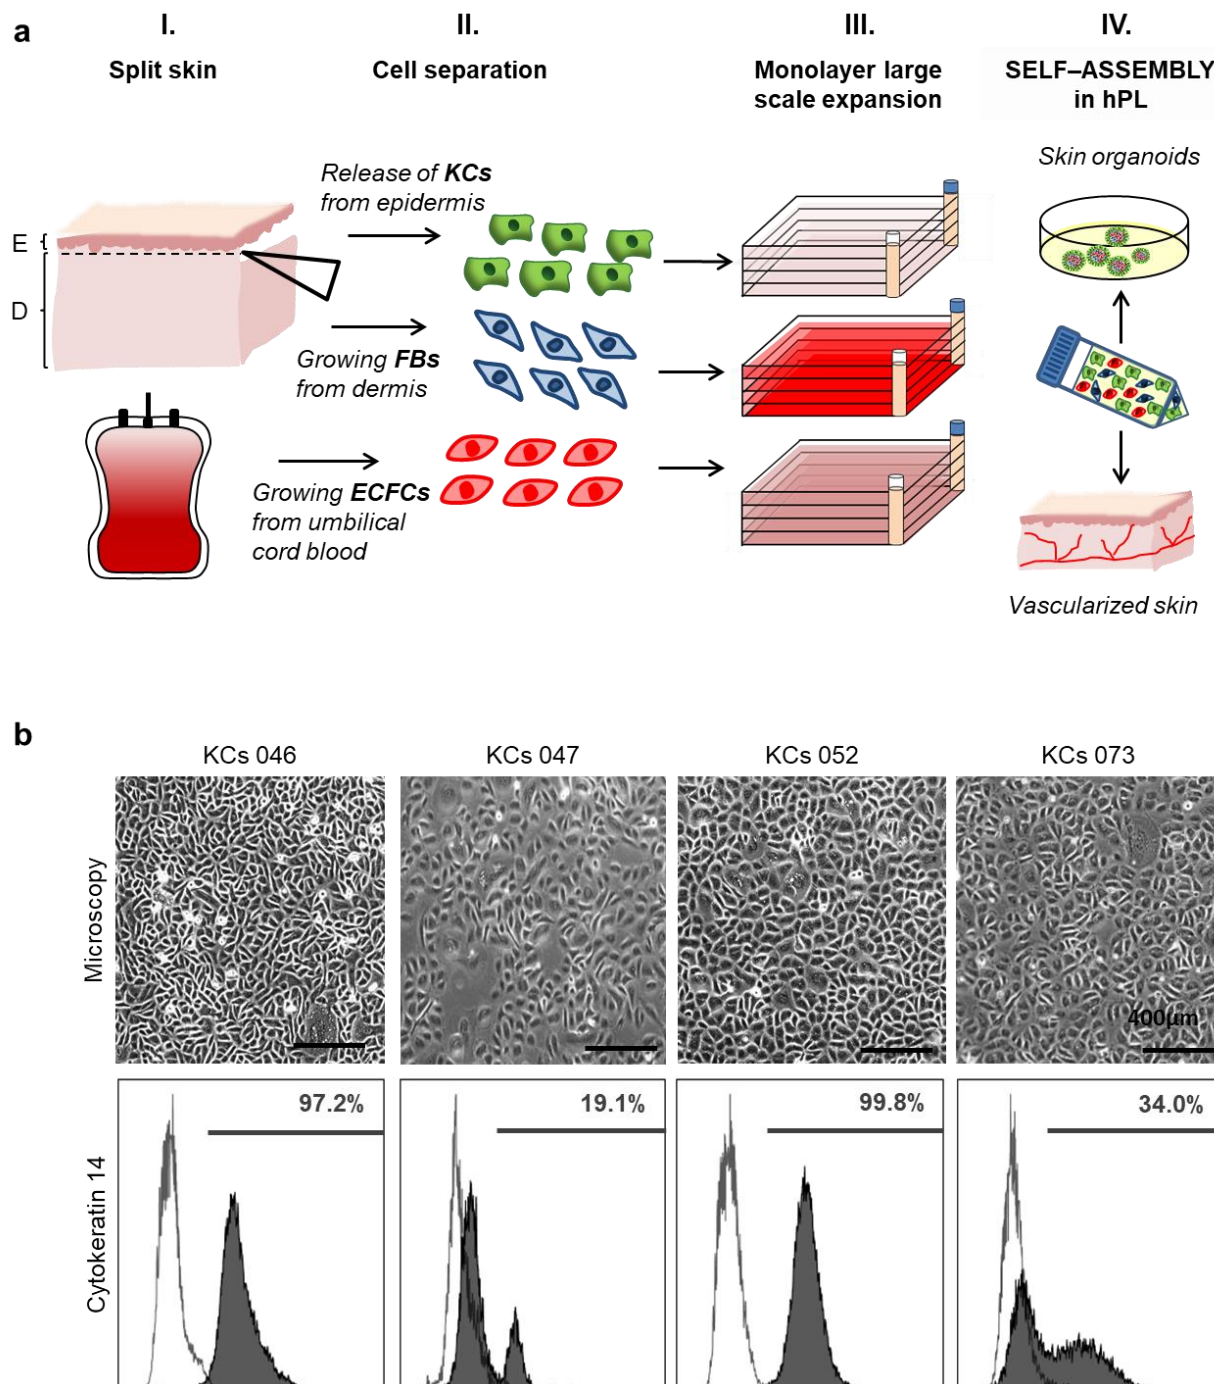 a
I.
II.
III.
IV.
Split skin
Cell separation
Monolayer large
scale expansion
SELF–ASSEMBLY
in hPL
Release of KCs
from epidermis
Skin organoids
E
D
Growing FBs
from dermis
Growing ECFCs
from umbilical
cord blood
Vascularized skin
b
KCs 046
KCs 047
KCs 052
KCs 073
Microscopy
400µm
97.2%
19.1%
99.8%
34.0%
Cytokeratin 14